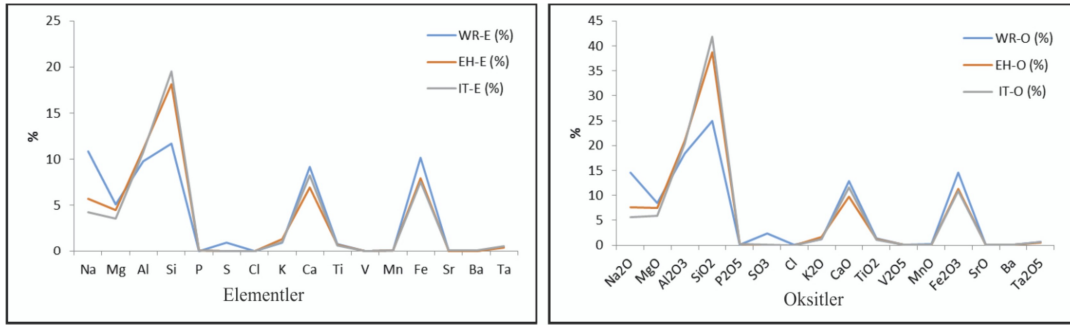 25
20
15
10
5
0
%
WR-E (%)
EH-E (%)
IT-E (%)
Na Mg Al Si P S Cl K Ca Ti V Mn Fe Sr Ba Ta
Elementler
45
40
35
30
25
20
15
10
5
0
%
WR-O (%)
EH-O (%)
IT-O (%)
Na2O MgO Al2O3 SiO2 P2O5 SO3 Cl K2O CaO TiO2 V2O5 MnO Fe2O3 SrO Ba Ta2O5
Oksitler